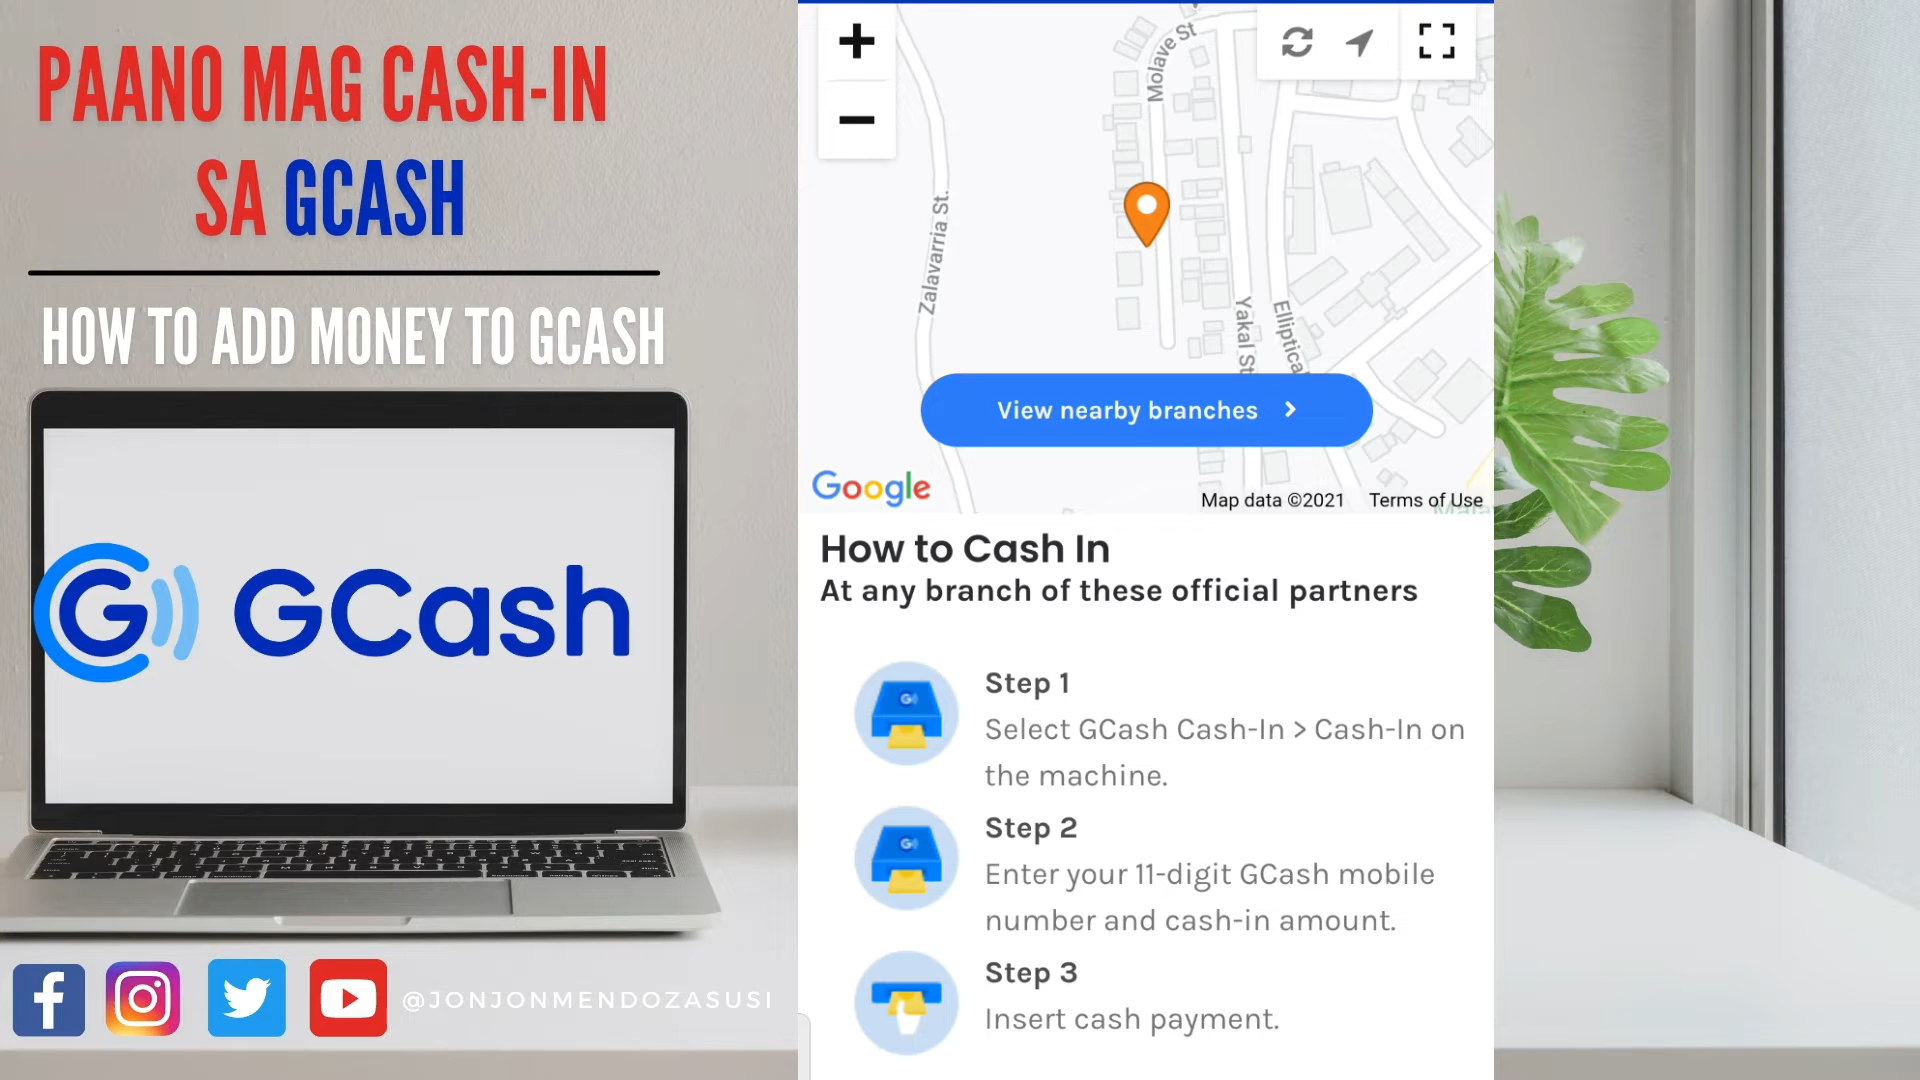 PAANO MAG CASH-IN
SA GCASH
HOW TO ADD MONEY TO GCASH
GCash
@JONJONMENDOZASUSI
Molave St
Zalavarria St.
Yakal St
Elliptical
View nearby branches
Google
Map data ©2021 Terms of Use
How to Cash In
At any branch of these official partners
Step 1
Select GCash Cash-In > Cash-In on
the machine.
Step 2
Enter your 11-digit GCash mobile
number and cash-in amount.
Step 3
Insert cash payment.